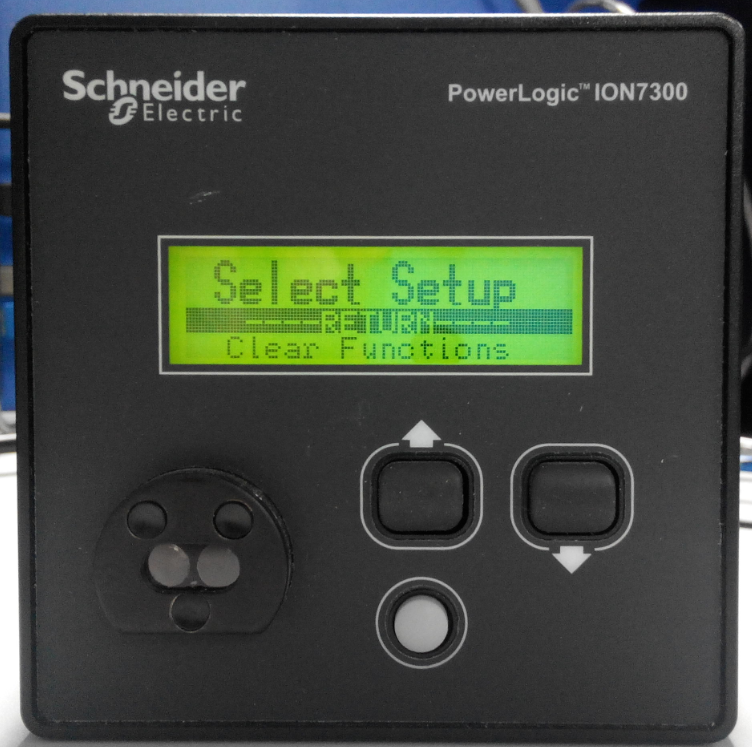 Schneider
Electric
PowerLogic™ ION7300
Select Setup
----RETURN----
Clear Functions